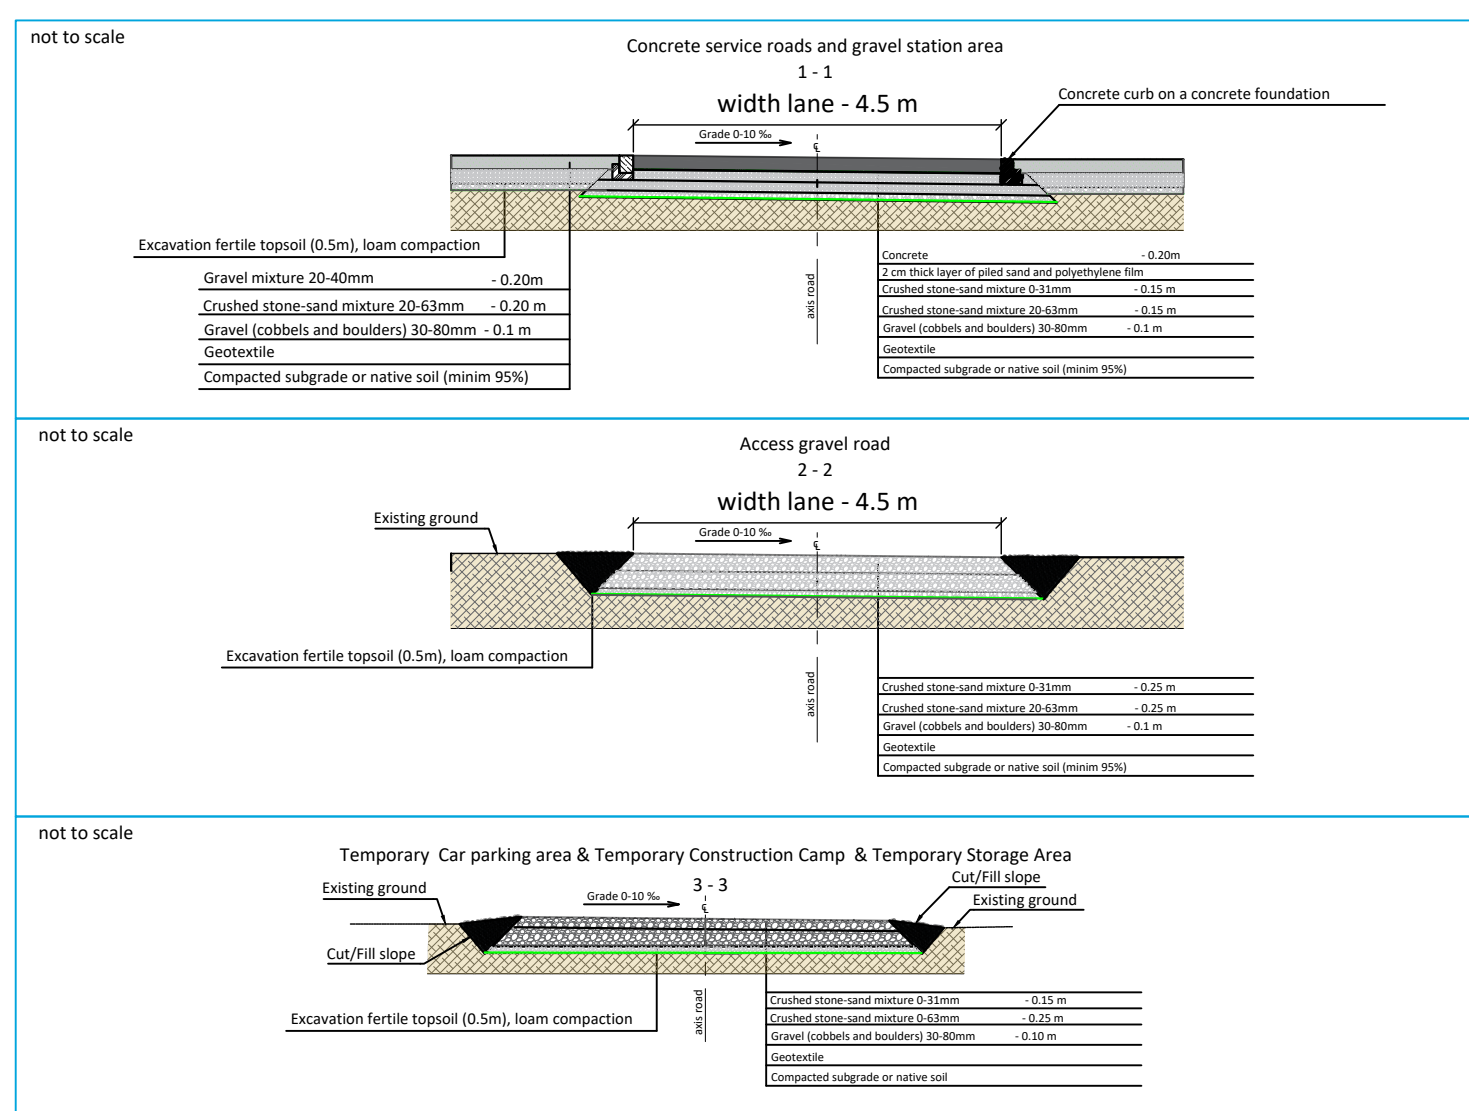 not to scale
Concrete service roads and gravel station area
1 - 1
width lane - 4.5 m
Concrete curb on a concrete foundation
Grade 0-10 ‰
℄
Excavation fertile topsoil (0.5m), loam compaction
Gravel mixture 20-40mm - 0.20m
Crushed stone-sand mixture 20-63mm - 0.20 m
Gravel (cobbels and boulders) 30-80mm - 0.1 m
Geotextile
Compacted subgrade or native soil (minim 95%)
axis road
Concrete - 0.20m
2 cm thick layer of piled sand and polyethylene film
Crushed stone-sand mixture 0-31mm - 0.15 m
Crushed stone-sand mixture 20-63mm - 0.15 m
Gravel (cobbels and boulders) 30-80mm - 0.1 m
Geotextile
Compacted subgrade or native soil (minim 95%)
not to scale
Access gravel road
2 - 2
width lane - 4.5 m
Existing ground
Grade 0-10 ‰
℄
Excavation fertile topsoil (0.5m), loam compaction
axis road
Crushed stone-sand mixture 0-31mm - 0.25 m
Crushed stone-sand mixture 20-63mm - 0.25 m
Gravel (cobbels and boulders) 30-80mm - 0.1 m
Geotextile
Compacted subgrade or native soil (minim 95%)
not to scale
Temporary Car parking area & Temporary Construction Camp & Temporary Storage Area
3 - 3
Existing ground
Grade 0-10 ‰
℄
Cut/Fill slope
Existing ground
Cut/Fill slope
Excavation fertile topsoil (0.5m), loam compaction
axis road
Crushed stone-sand mixture 0-31mm - 0.15 m
Crushed stone-sand mixture 0-63mm - 0.25 m
Gravel (cobbels and boulders) 30-80mm - 0.10 m
Geotextile
Compacted subgrade or native soil